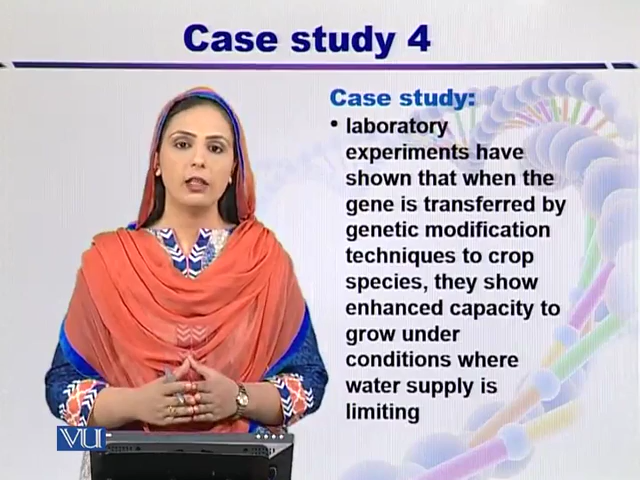 Case study 4
Case study:
• laboratory
experiments have
shown that when the
gene is transferred by
genetic modification
techniques to crop
species, they show
enhanced capacity to
grow under
conditions where
water supply is
limiting
VU